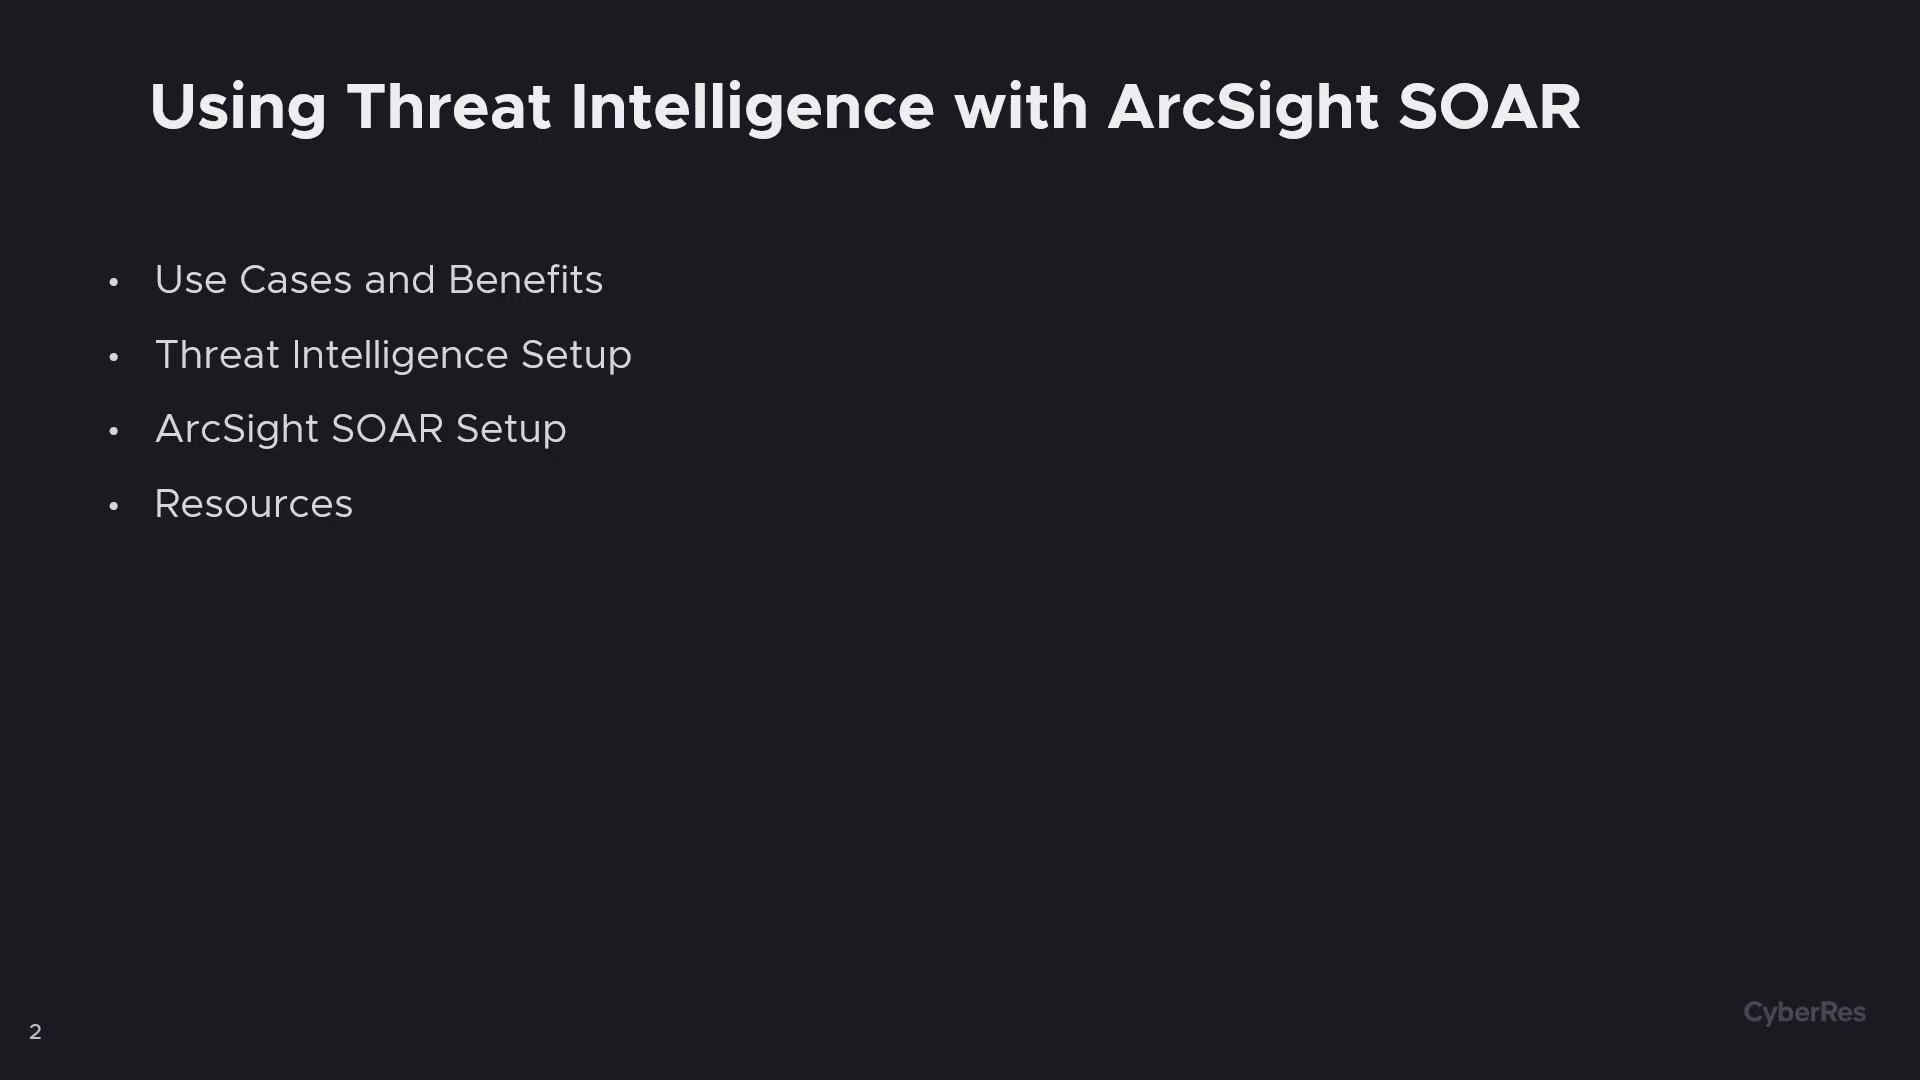 Using Threat Intelligence with ArcSight SOAR
• Use Cases and Benefits
• Threat Intelligence Setup
• ArcSight SOAR Setup
• Resources
CyberRes
2